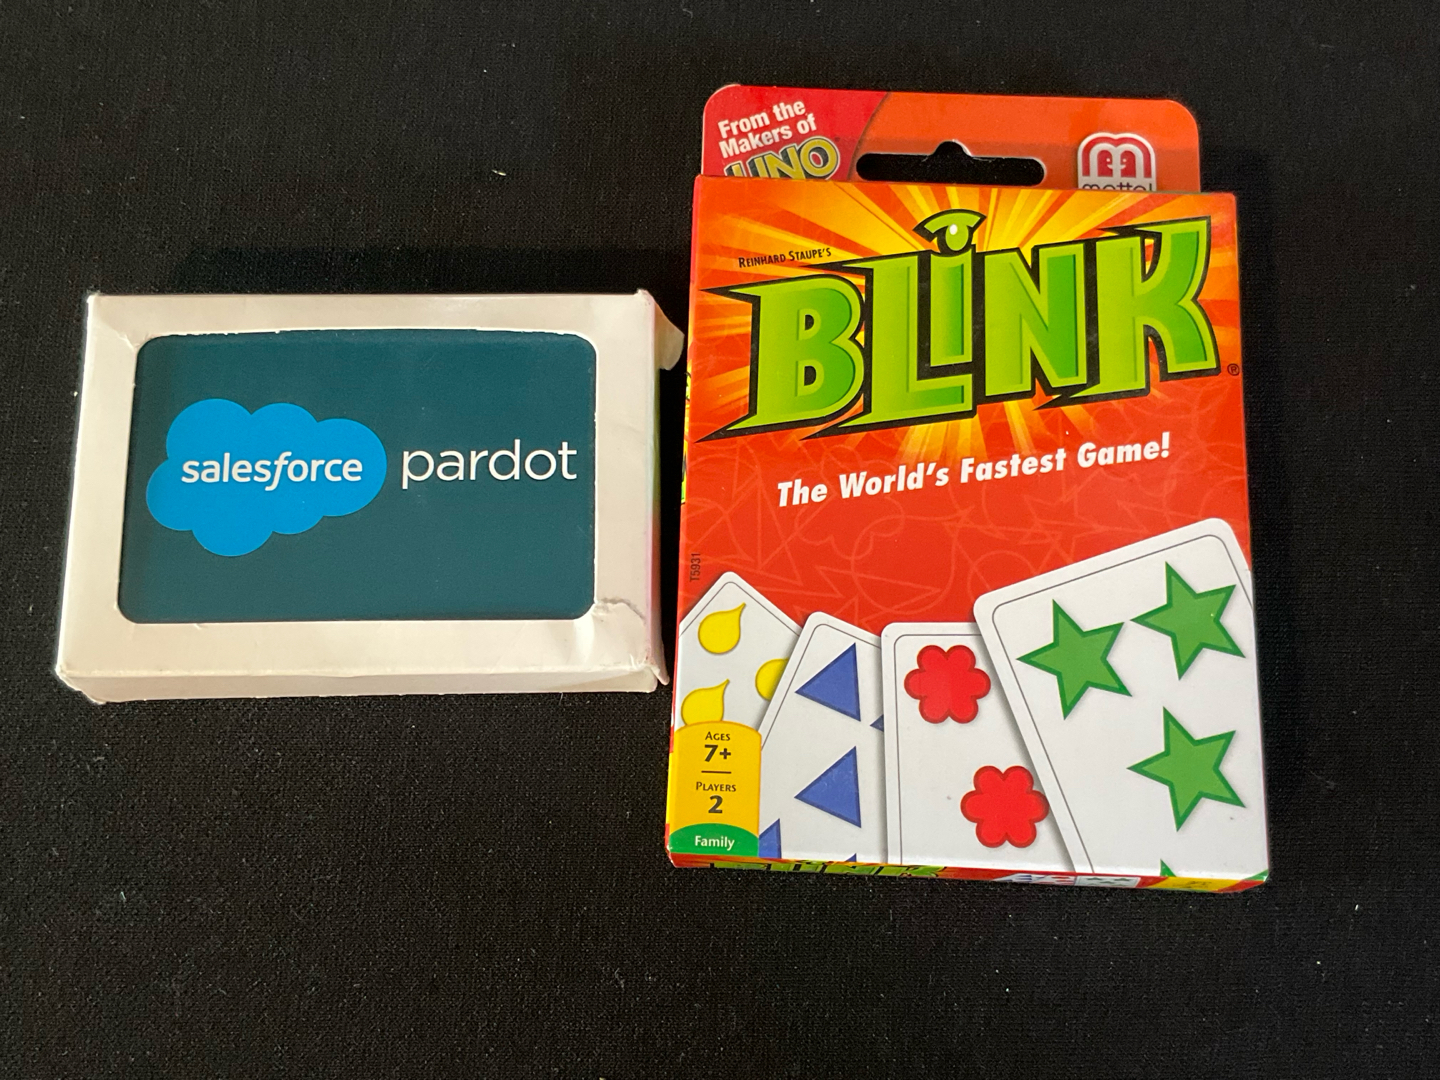 salesforce pardot
From the
Makers of
UNO
mattel
REINHARD STAUPE'S
BLINK®
The World's Fastest Game!
T5931
AGES
7+
PLAYERS
2
Family